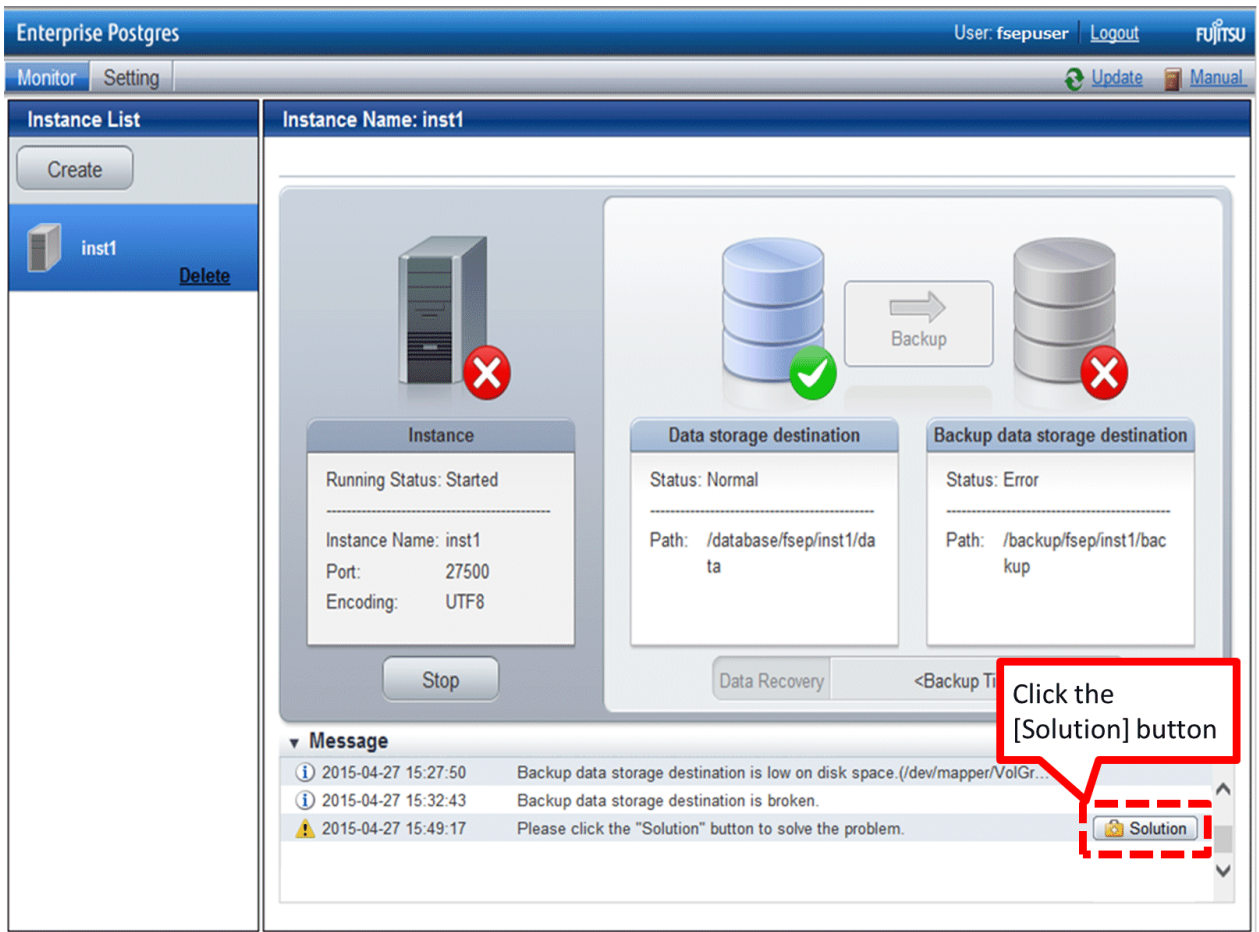 Enterprise Postgres
User: fsepuser
Logout
FUJITSU
Monitor
Setting
Update
Manual
Instance List
Instance Name: inst1
Create
inst1
Delete
Backup
Instance
Running Status: Started
Instance Name: inst1
Port: 27500
Encoding: UTF8
Stop
Data storage destination
Status: Normal
Path: /database/fsep/inst1/da
ta
Backup data storage destination
Status: Error
Path: /backup/fsep/inst1/bac
kup
Data Recovery
<Backup Ti
Click the
[Solution] button
Message
2015-04-27 15:27:50 Backup data storage destination is low on disk space.(/dev/mapper/VolGr...
2015-04-27 15:32:43 Backup data storage destination is broken.
2015-04-27 15:49:17 Please click the "Solution" button to solve the problem.
Solution